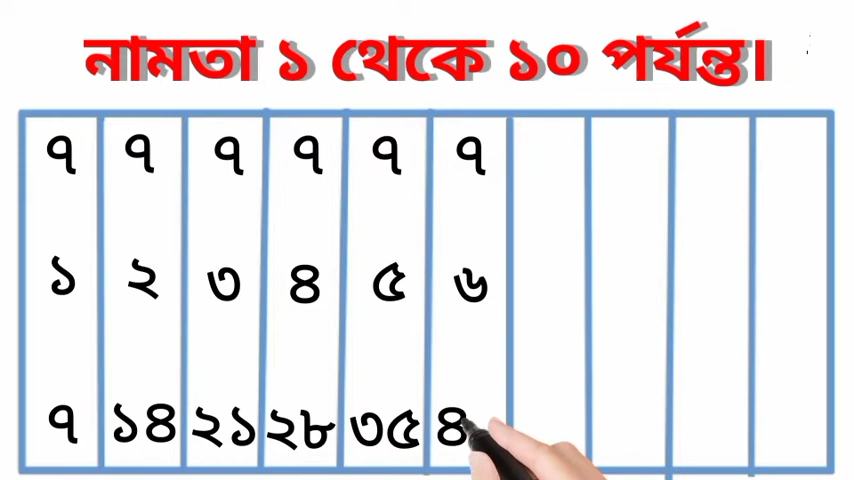 নামতা ১ থেকে ১০ পর্যন্ত।
৭ ৭ ৭ ৭ ৭ ৭
১ ২ ৩ ৪ ৫ ৬
৭ ১৪ ২১ ২৮ ৩৫ ৪